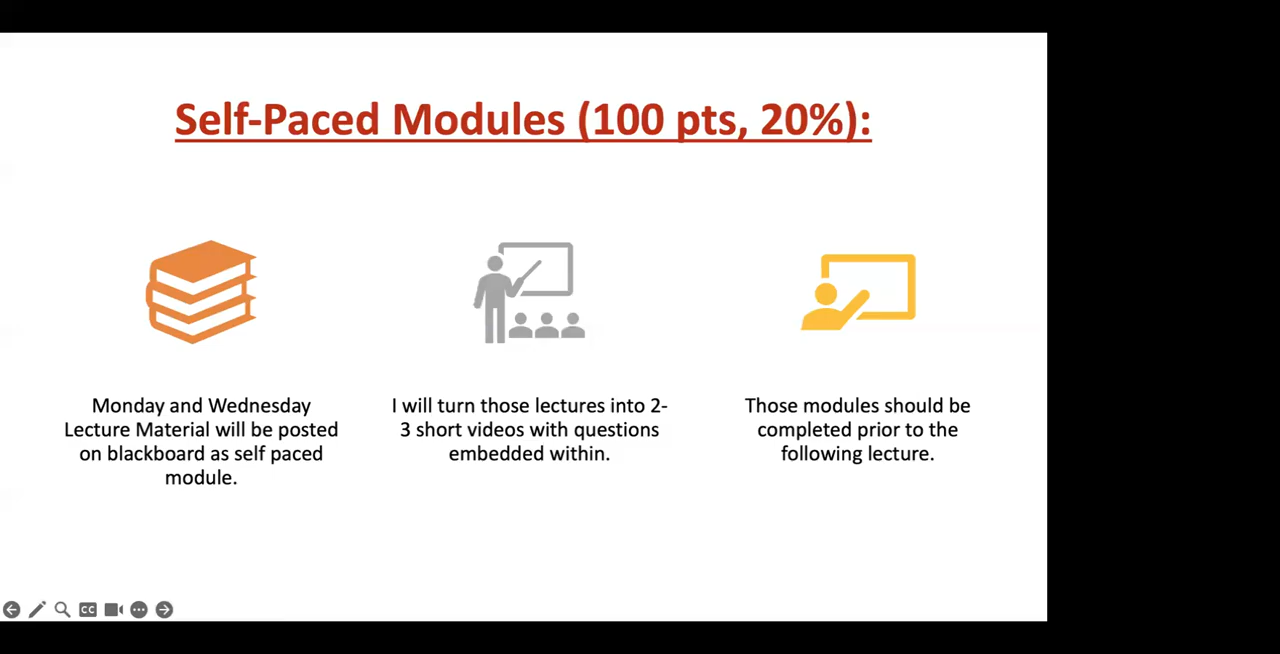 Self-Paced Modules (100 pts, 20%):
Monday and Wednesday
Lecture Material will be posted
on blackboard as self paced
module.
I will turn those lectures into 2-
3 short videos with questions
embedded within.
Those modules should be
completed prior to the
following lecture.
CC